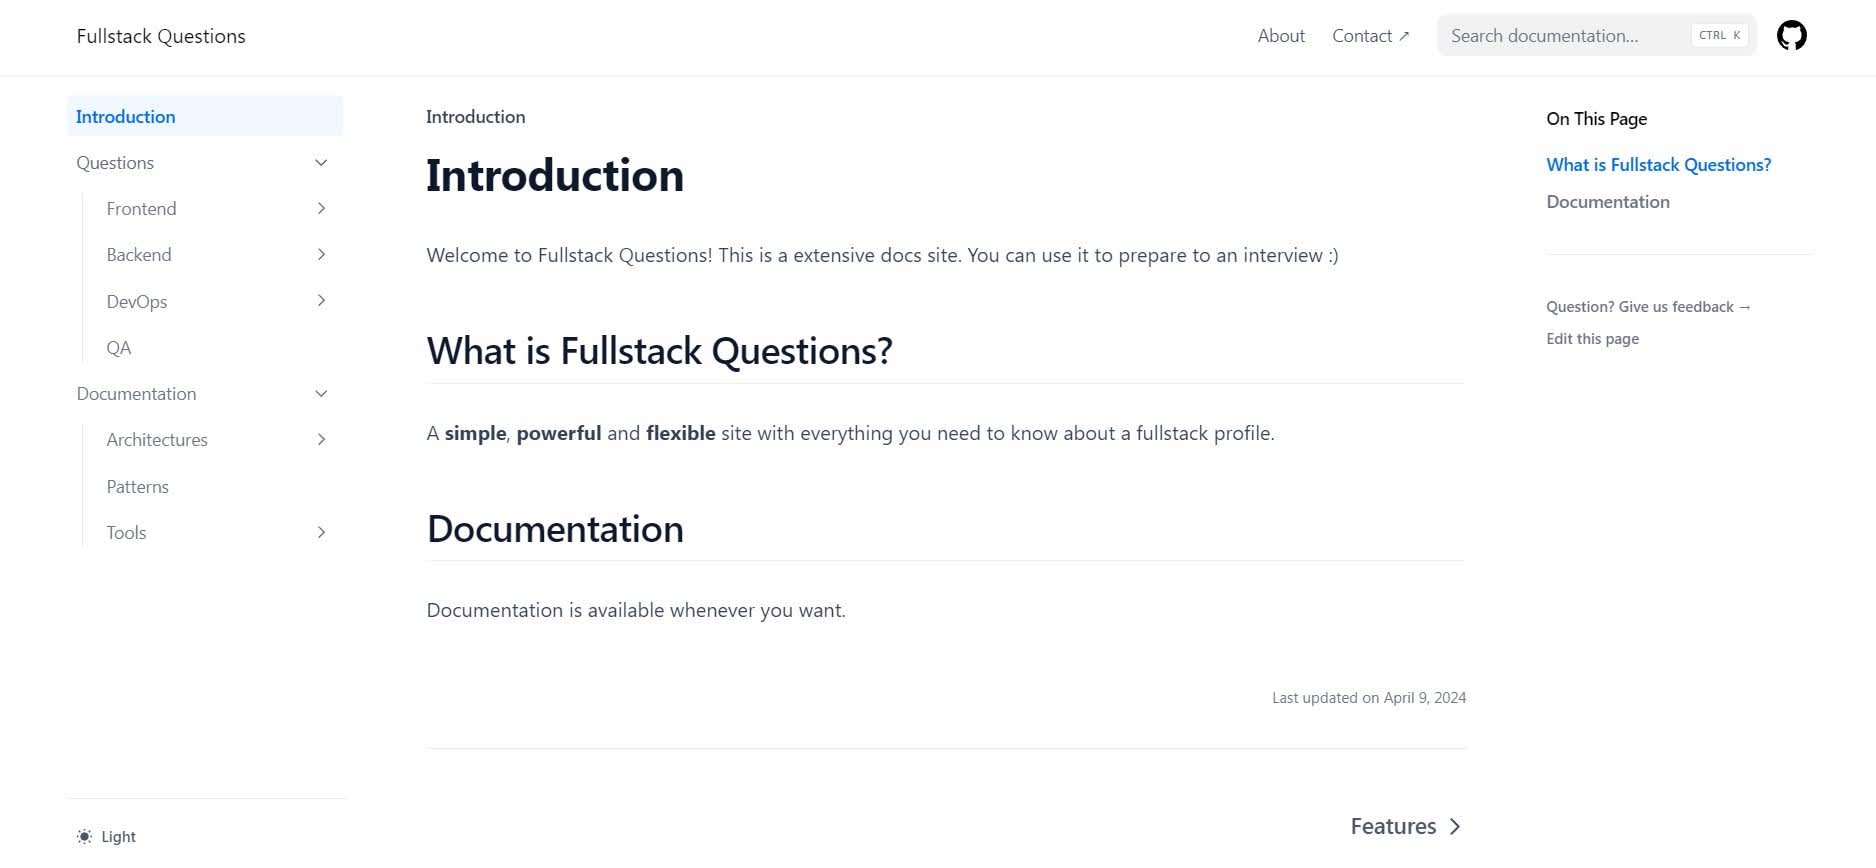 Fullstack Questions
About
Contact ↗
Search documentation...
CTRL K
Introduction
Questions
Frontend
Backend
DevOps
QA
Documentation
Architectures
Patterns
Tools
Light
Introduction
Introduction
Welcome to Fullstack Questions! This is a extensive docs site. You can use it to prepare to an interview :)
What is Fullstack Questions?
A simple, powerful and flexible site with everything you need to know about a fullstack profile.
Documentation
Documentation is available whenever you want.
Last updated on April 9, 2024
Features
On This Page
What is Fullstack Questions?
Documentation
Question? Give us feedback →
Edit this page